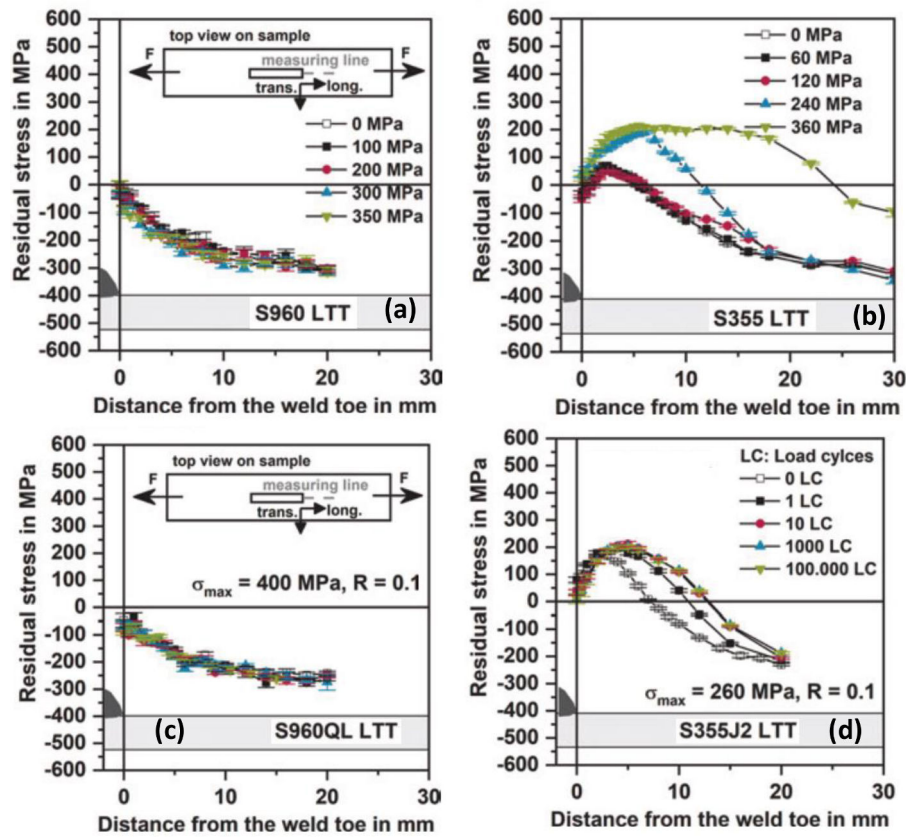 600
500
400
300
200
100
0
-100
-200
-300
-400
-500
-600
Residual stress in MPa
top view on sample
F
F
measuring line
trans.
long.
0 MPa
100 MPa
200 MPa
300 MPa
350 MPa
S960 LTT
(a)
0
10
20
30
Distance from the weld toe in mm
600
500
400
300
200
100
0
-100
-200
-300
-400
-500
-600
Residual stress in MPa
0 MPa
60 MPa
120 MPa
240 MPa
360 MPa
(b)
S355 LTT
0
10
20
30
Distance from the weld toe in mm
600
500
400
300
200
100
0
-100
-200
-300
-400
-500
-600
Residual stress in MPa
top view on sample
F
F
measuring line
trans.
long.
σmax = 400 MPa, R = 0.1
(c)
S960QL LTT
0
10
20
30
Distance from the weld toe in mm
600
500
400
300
200
100
0
-100
-200
-300
-400
-500
-600
Residual stress in MPa
LC: Load cylces
0 LC
1 LC
10 LC
1000 LC
100.000 LC
σmax = 260 MPa, R = 0.1
S355J2 LTT
(d)
0
10
20
30
Distance from the weld toe in mm